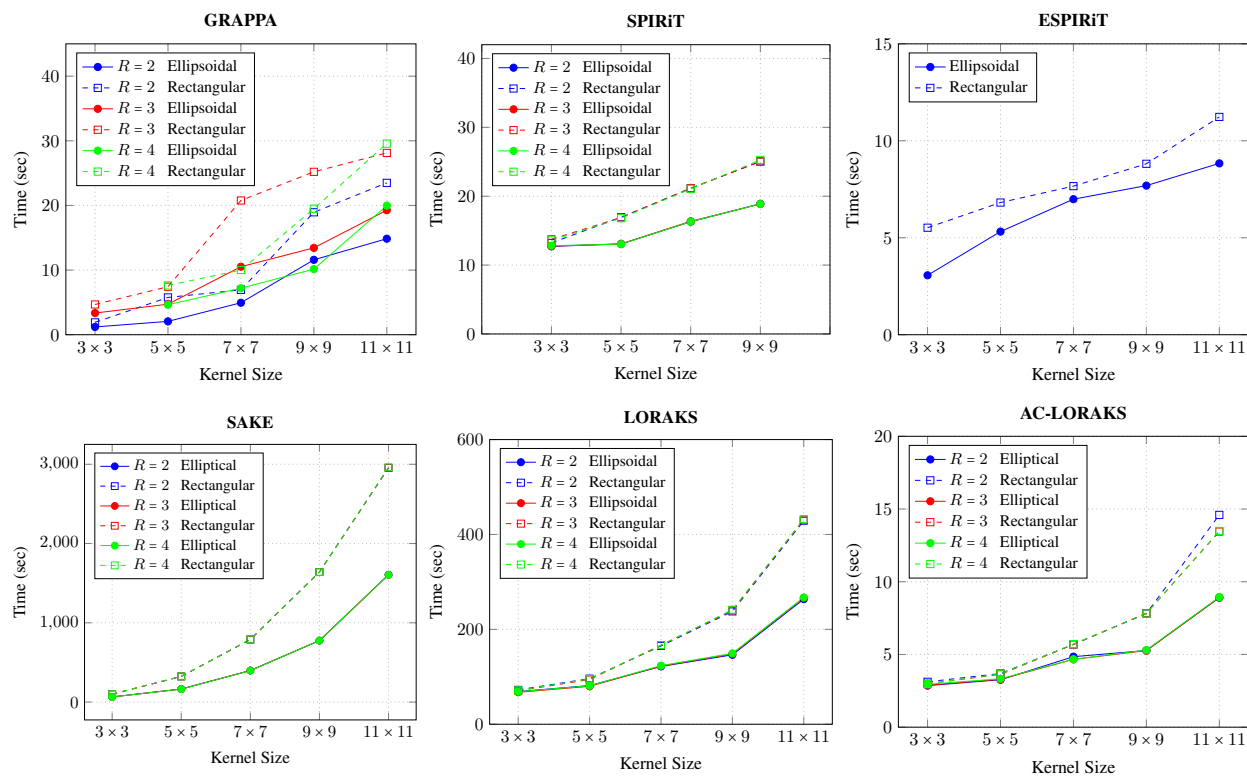 GRAPPA
40
30
20
10
0
Time (sec)
R = 2 Ellipsoidal
R = 2 Rectangular
R = 3 Ellipsoidal
R = 3 Rectangular
R = 4 Ellipsoidal
R = 4 Rectangular
3 × 3 5 × 5 7 × 7 9 × 9 11 × 11
Kernel Size
SPIRiT
40
30
20
10
0
Time (sec)
R = 2 Ellipsoidal
R = 2 Rectangular
R = 3 Ellipsoidal
R = 3 Rectangular
R = 4 Ellipsoidal
R = 4 Rectangular
3 × 3 5 × 5 7 × 7 9 × 9
Kernel Size
ESPIRiT
15
10
5
0
Time (sec)
Ellipsoidal
Rectangular
3 × 3 5 × 5 7 × 7 9 × 9 11 × 11
Kernel Size
SAKE
3,000
2,000
1,000
0
Time (sec)
R = 2 Elliptical
R = 2 Rectangular
R = 3 Elliptical
R = 3 Rectangular
R = 4 Elliptical
R = 4 Rectangular
3 × 3 5 × 5 7 × 7 9 × 9 11 × 11
Kernel Size
LORAKS
600
400
200
0
Time (sec)
R = 2 Ellipsoidal
R = 2 Rectangular
R = 3 Ellipsoidal
R = 3 Rectangular
R = 4 Ellipsoidal
R = 4 Rectangular
3 × 3 5 × 5 7 × 7 9 × 9 11 × 11
Kernel Size
AC-LORAKS
20
15
10
5
0
Time (sec)
R = 2 Elliptical
R = 2 Rectangular
R = 3 Elliptical
R = 3 Rectangular
R = 4 Elliptical
R = 4 Rectangular
3 × 3 5 × 5 7 × 7 9 × 9 11 × 11
Kernel Size